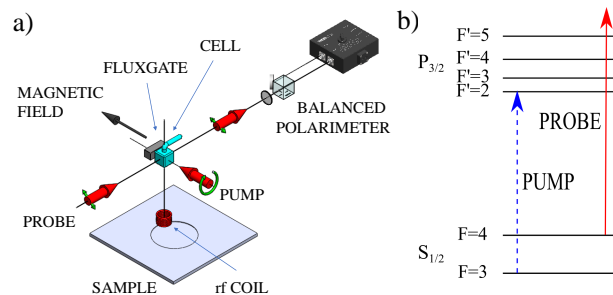 a)
CELL
FLUXGATE
MAGNETIC
FIELD
BALANCED
POLARIMETER
PUMP
PROBE
SAMPLE
rf COIL
b)
F'=5
P3/2
F'=4
F'=3
F'=2
PROBE
PUMP
F=4
S1/2
F=3